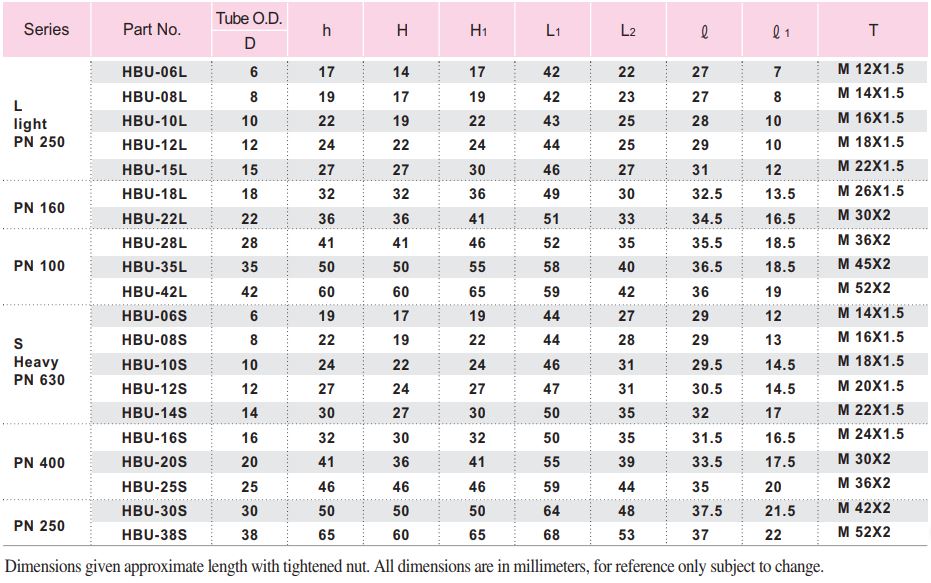 Series Part No. Tube O.D. D h H H1 L1 L2 ℓ ℓ1 T
L light PN 250
HBU-06L 6 17 14 17 42 22 27 7 M 12X1.5
HBU-08L 8 19 17 19 42 23 27 8 M 14X1.5
HBU-10L 10 22 19 22 43 25 28 10 M 16X1.5
HBU-12L 12 24 22 24 44 25 29 10 M 18X1.5
HBU-15L 15 27 27 30 46 27 31 12 M 22X1.5
PN 160
HBU-18L 18 32 32 36 49 30 32.5 13.5 M 26X1.5
HBU-22L 22 36 36 41 51 33 34.5 16.5 M 30X2
PN 100
HBU-28L 28 41 41 46 52 35 35.5 18.5 M 36X2
HBU-35L 35 50 50 55 58 40 36.5 18.5 M 45X2
HBU-42L 42 60 60 65 59 42 36 19 M 52X2
S Heavy PN 630
HBU-06S 6 19 17 19 44 27 29 12 M 14X1.5
HBU-08S 8 22 19 22 44 28 29 13 M 16X1.5
HBU-10S 10 24 22 24 46 31 29.5 14.5 M 18X1.5
HBU-12S 12 27 24 27 47 31 30.5 14.5 M 20X1.5
HBU-14S 14 30 27 30 50 35 32 17 M 22X1.5
PN 400
HBU-16S 16 32 30 32 50 35 31.5 16.5 M 24X1.5
HBU-20S 20 41 36 41 55 39 33.5 17.5 M 30X2
HBU-25S 25 46 46 46 59 44 35 20 M 36X2
PN 250
HBU-30S 30 50 50 50 64 48 37.5 21.5 M 42X2
HBU-38S 38 65 60 65 68 53 37 22 M 52X2
Dimensions given approximate length with tightened nut. All dimensions are in millimeters, for reference only subject to change.